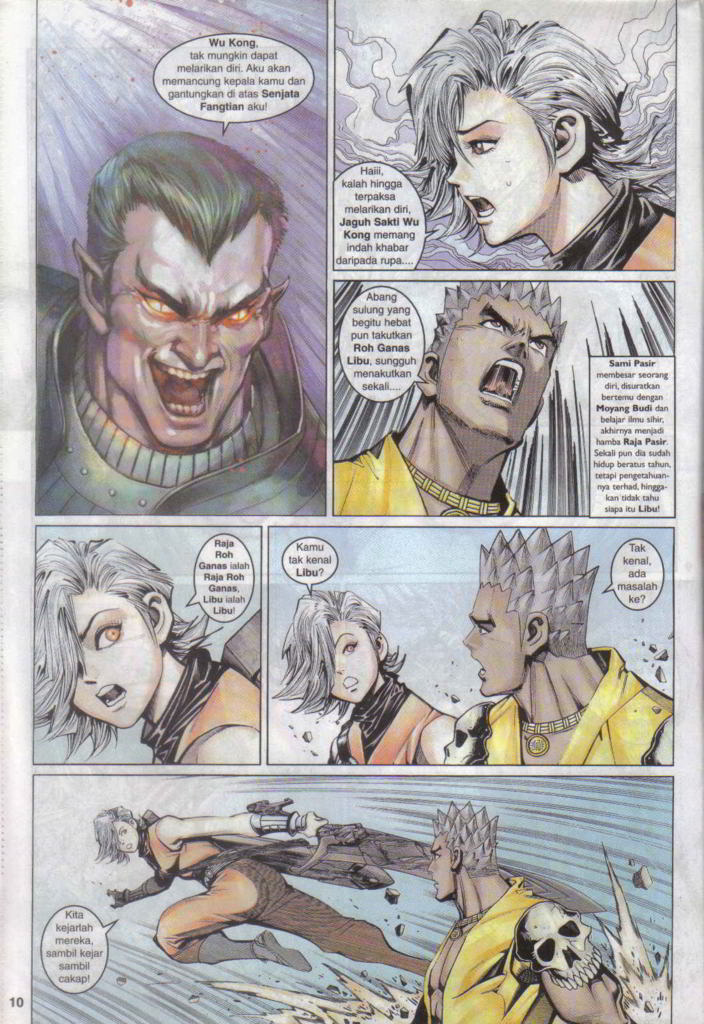 Wu Kong,
tak mungkin dapat
melarikan diri. Aku akan
memancung kepala kamu dan
gantungkan di atas Senjata
Fangtian aku!
Haiii,
kalah hingga
terpaksa
melarikan diri,
Jaguh Sakti Wu
Kong memang
indah khabar
daripada rupa....
Abang
sulung yang
begitu hebat
pun takutkan
Roh Ganas
Libu, sungguh
menakutkan
sekali....
Sami Pasir
membesar seorang
diri, disuratkan
bertemu dengan
Moyang Budi dan
belajar ilmu sihir,
akhirnya menjadi
hamba Raja Pasir.
Sekali pun dia sudah
hidup beratus tahun,
tetapi pengetahuan-
nya terhad, hingga-
kan tidak tahu
siapa itu Libu!
Raja
Roh
Ganas ialah
Raja Roh
Ganas,
Libu ialah
Libu!
Kamu
tak kenal
Libu?
Tak
kenal,
ada
masalah
ke?
Kita
kejarlah
mereka,
sambil kejar
sambil
cakap!
10